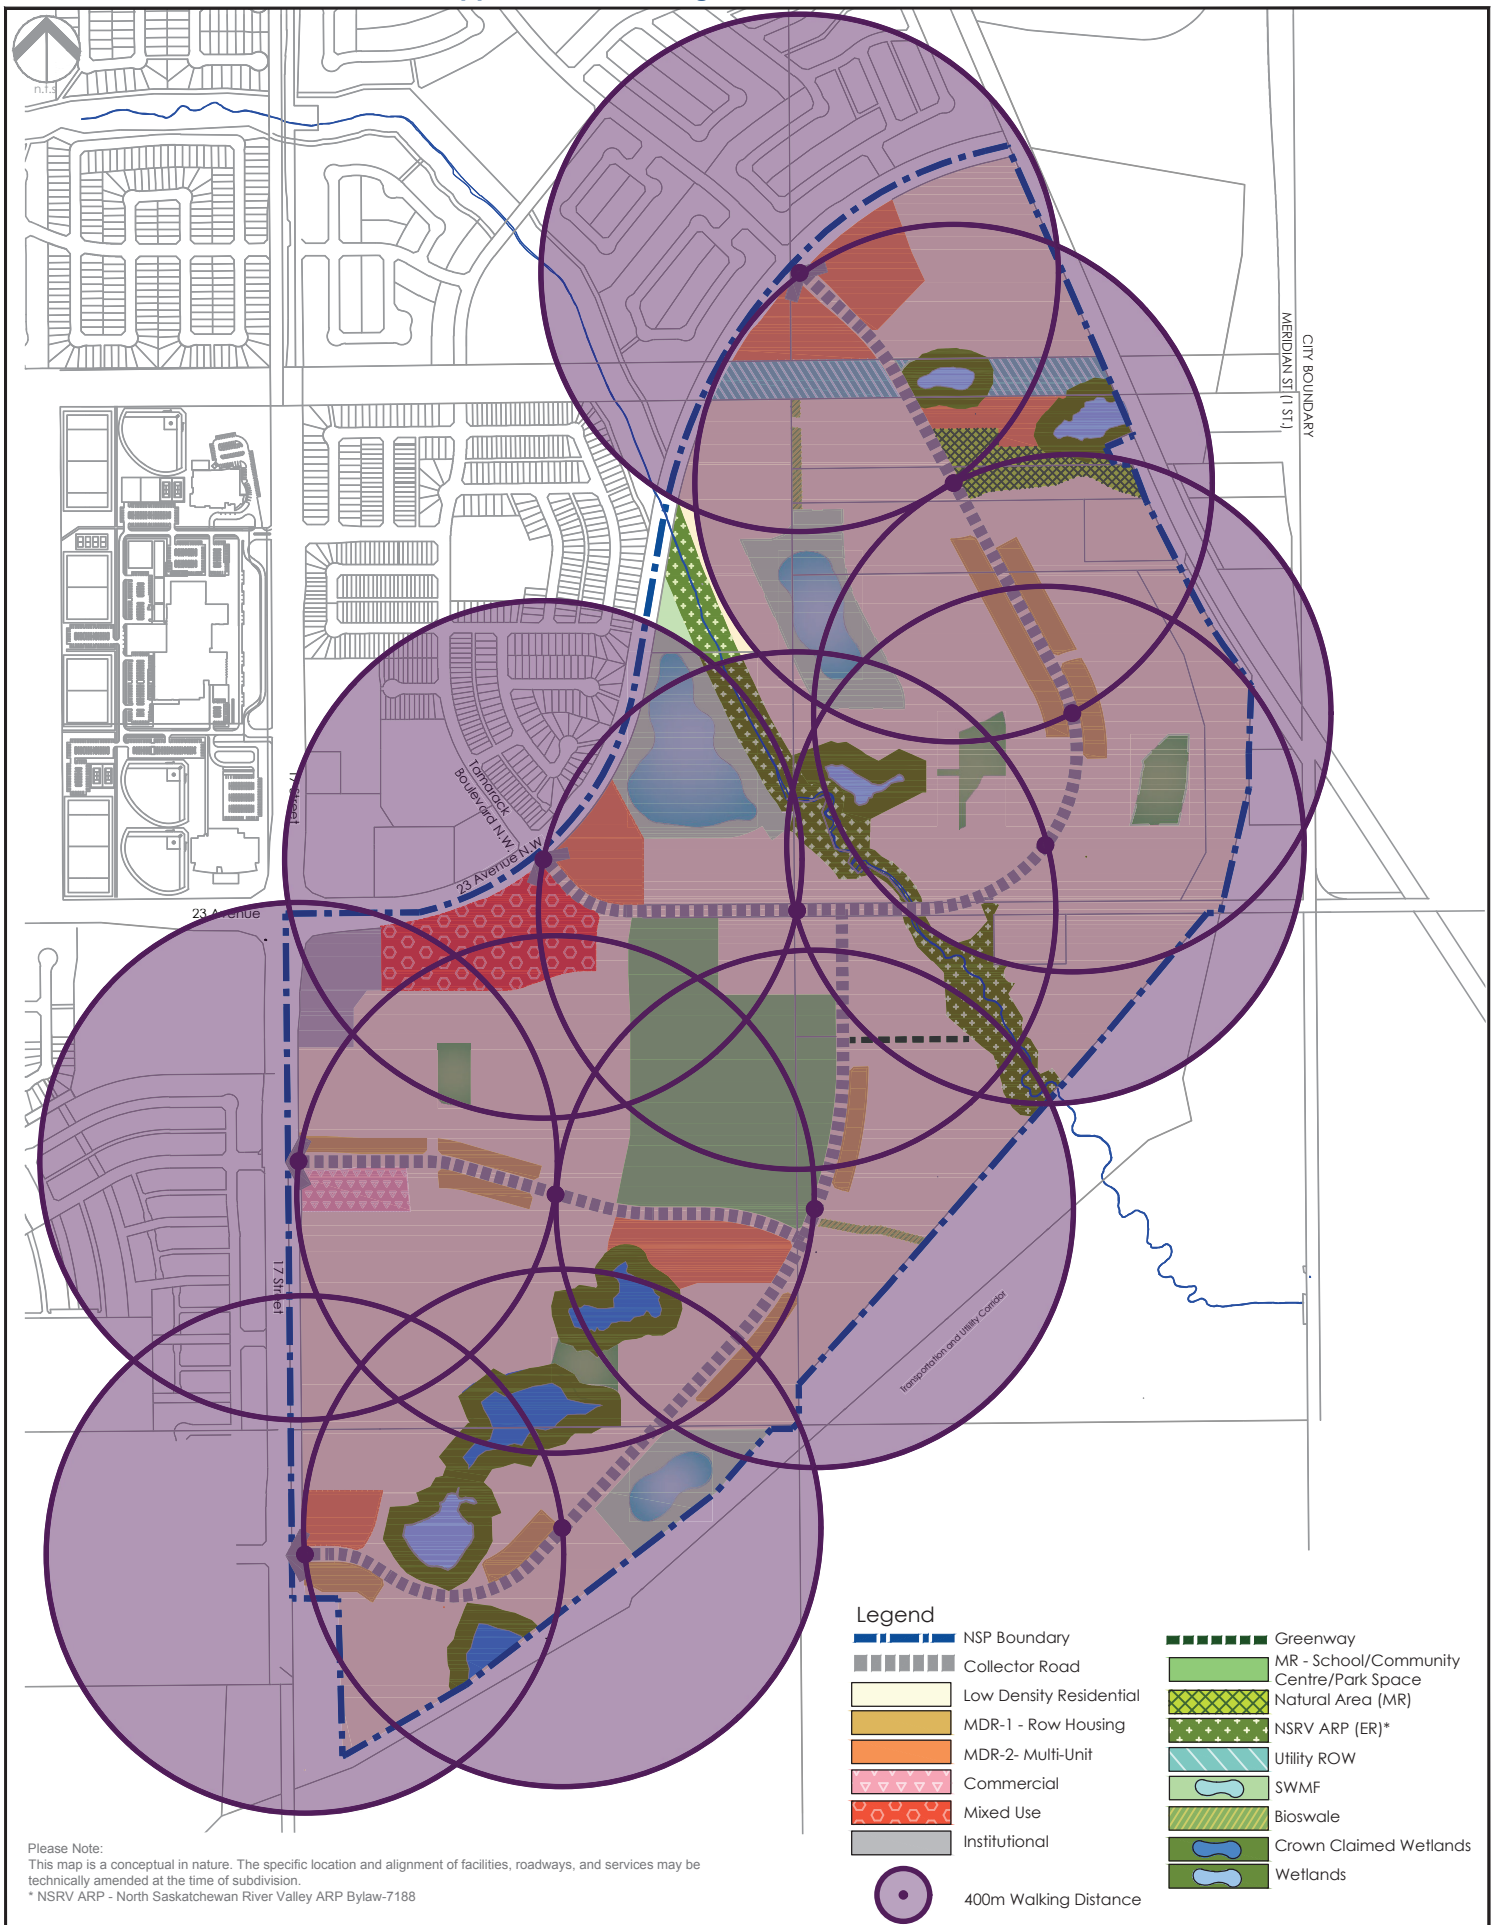 n.t.s
CITY BOUNDARY
MERIDIAN ST (1 ST.)
Tamarack
Boulevard N.W.
23 Avenue N.W
23 Avenue
17 Street
17 Street
Transportation and Utility Corridor
Legend
NSP Boundary
Collector Road
Low Density Residential
MDR-1 - Row Housing
MDR-2- Multi-Unit
Commercial
Mixed Use
Institutional
400m Walking Distance
Greenway
MR - School/Community
Centre/Park Space
Natural Area (MR)
NSRV ARP (ER)*
Utility ROW
SWMF
Bioswale
Crown Claimed Wetlands
Wetlands
Please Note:
This map is a conceptual in nature. The specific location and alignment of facilities, roadways, and services may be
technically amended at the time of subdivision.
* NSRV ARP - North Saskatchewan River Valley ARP Bylaw-7188